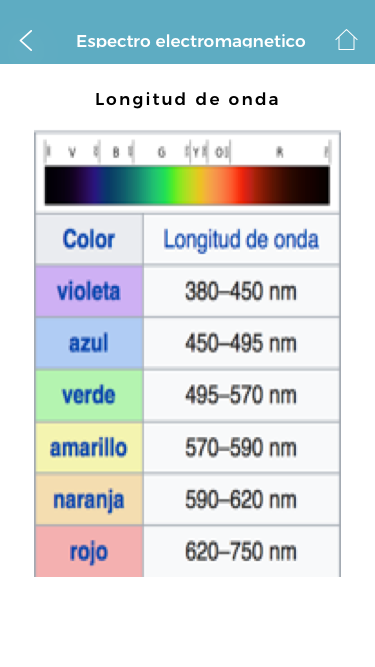 Espectro electromagnetico
Longitud de onda
V B G Y O R
Color Longitud de onda
violeta 380–450 nm
azul 450–495 nm
verde 495–570 nm
amarillo 570–590 nm
naranja 590–620 nm
rojo 620–750 nm